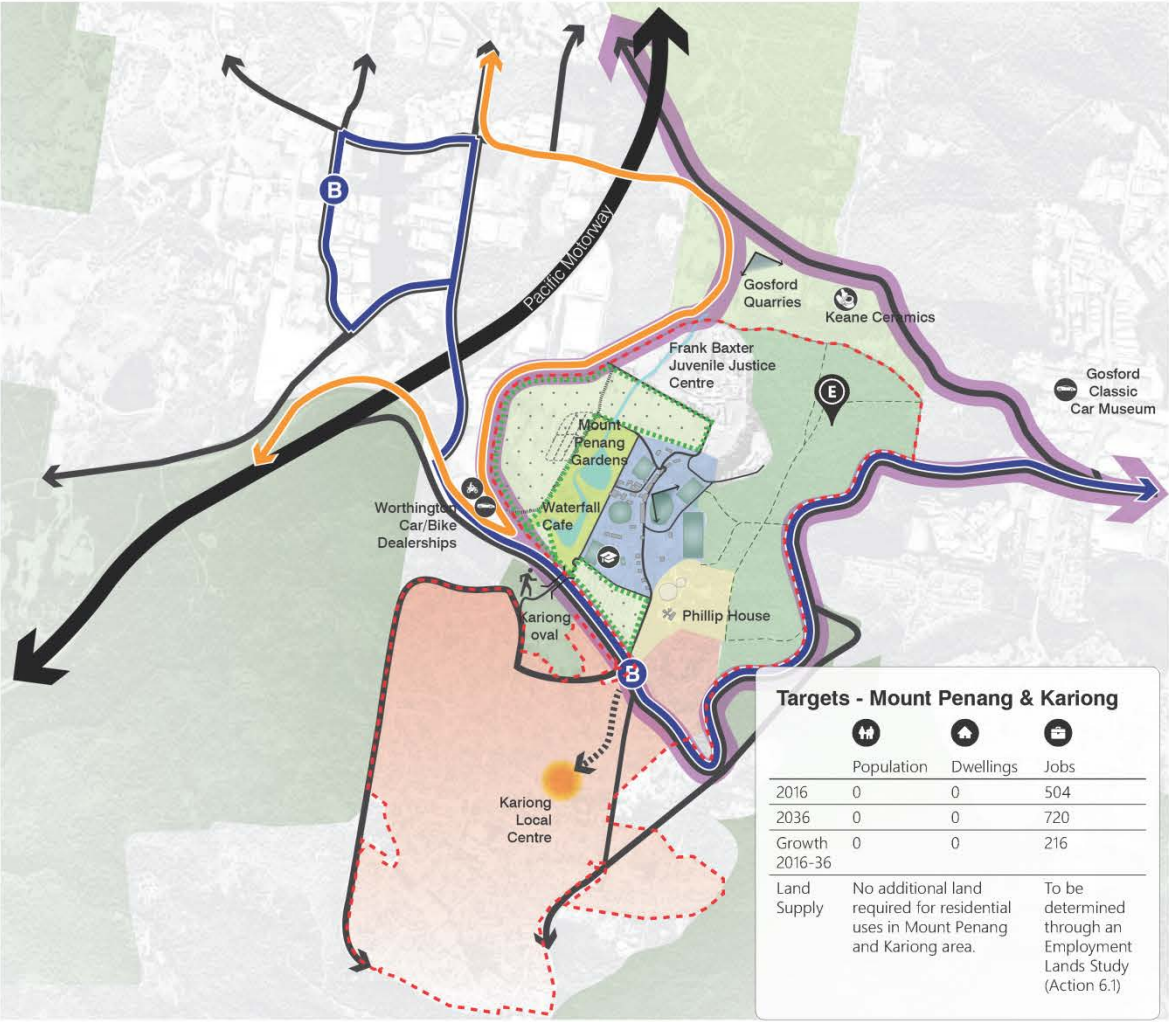 B
Pacific Motorway
Gosford
Quarries
Keane Ceramics
Frank Baxter
Juvenile Justice
Centre
E
Gosford
Classic
Car Museum
Mount
Penang
Gardens
Worthington
Car/Bike
Dealerships
Waterfall
Cafe
Kariong
oval
Phillip House
B
Kariong
Local
Centre
Targets - Mount Penang & Kariong
Population Dwellings Jobs
2016 0 0 504
2036 0 0 720
Growth 0 0 216
2016-36
Land No additional land To be
Supply required for residential determined
uses in Mount Penang through an
and Kariong area. Employment
Lands Study
(Action 6.1)